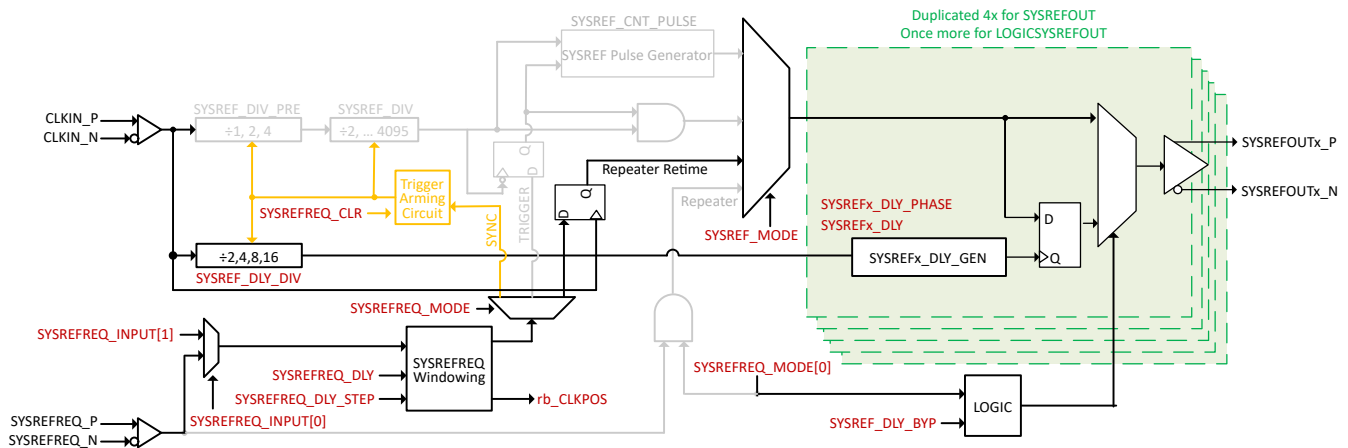 Duplicated 4x for SYSREFOUT
Once more for LOGICSYSREFOUT
SYSREF_CNT_PULSE
SYSREF Pulse Generator
CLKIN_P
CLKIN_N
SYSREF_DIV_PRE
÷1, 2, 4
SYSREF_DIV
÷2, ... 4095
Q
D
TRIGGER
Trigger
Arming
Circuit
SYSREFREQ_CLR
SYNC
Q
D
Repeater Retime
Repeater
SYSREF_MODE
SYSREFx_DLY_PHASE
SYSREFx_DLY
SYSREFx_DLY_GEN
D
Q
SYSREFOUTx_P
SYSREFOUTx_N
÷2,4,8,16
SYSREF_DLY_DIV
SYSREFREQ_MODE
SYSREFREQ_INPUT[1]
SYSREFREQ
Windowing
SYSREFREQ_DLY
SYSREFREQ_DLY_STEP
rb_CLKPOS
SYSREFREQ_INPUT[0]
SYSREFREQ_P
SYSREFREQ_N
SYSREFREQ_MODE[0]
LOGIC
SYSREF_DLY_BYP